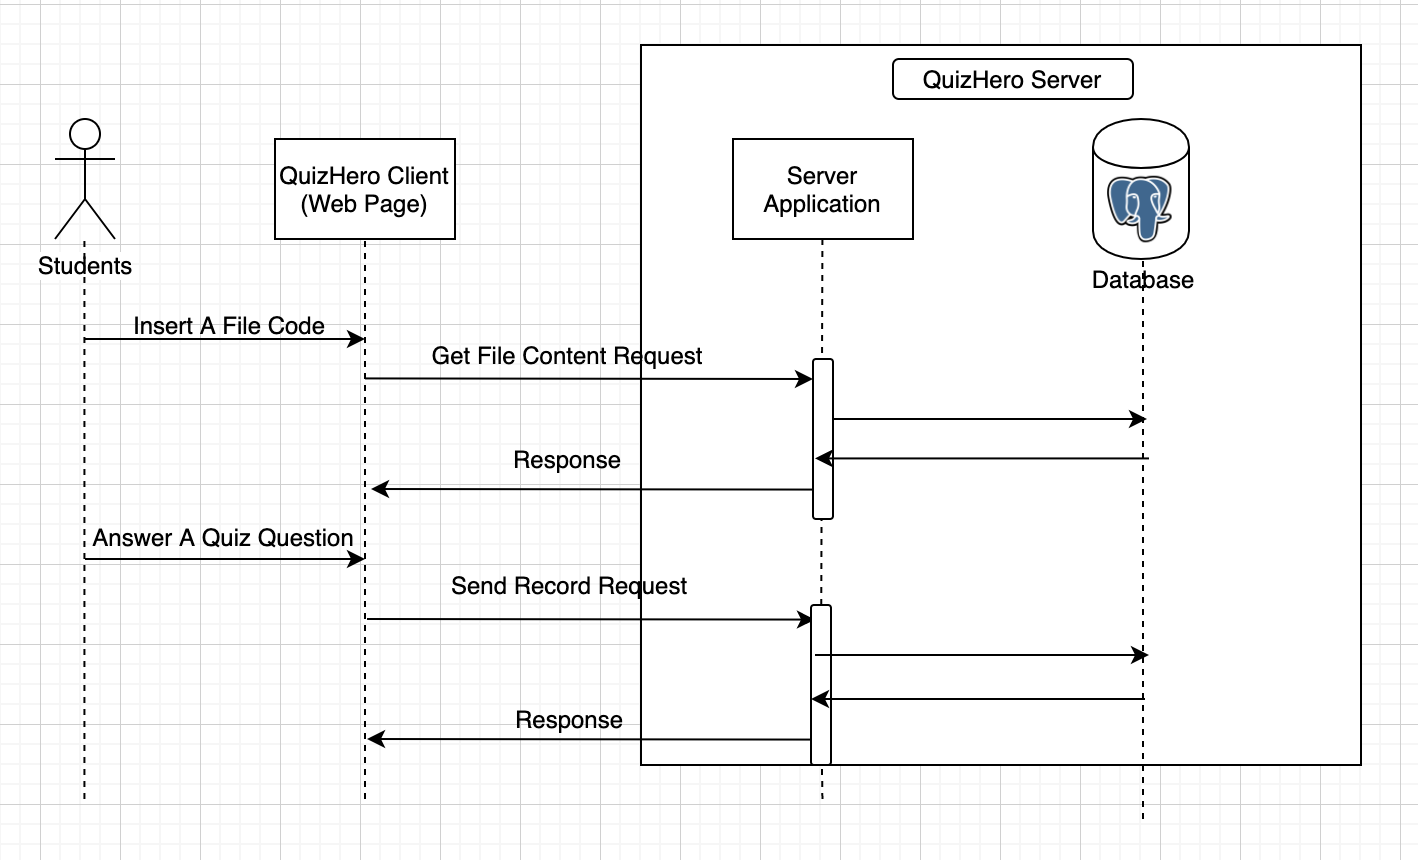 QuizHero Server
QuizHero Client
(Web Page)
Server
Application
Students
Database
Insert A File Code
Get File Content Request
Response
Answer A Quiz Question
Send Record Request
Response